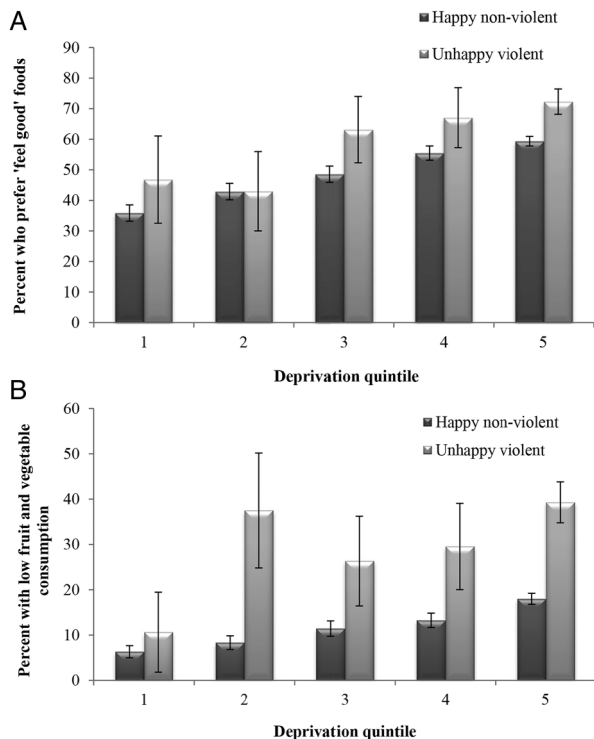 A
Happy non-violent
Unhappy violent
Percent who prefer 'feel good' foods
90
80
70
60
50
40
30
20
10
0
1 2 3 4 5
Deprivation quintile
B
Happy non-violent
Unhappy violent
Percent with low fruit and vegetable
consumption
60
50
40
30
20
10
0
1 2 3 4 5
Deprivation quintile